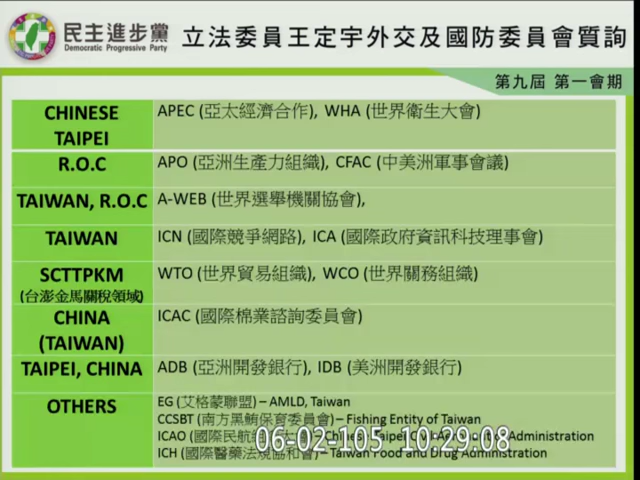 民主進步黨
Democratic Progressive Party
立法委員王定宇外交及國防委員會質詢
第九屆 第一會期
CHINESE TAIPEI
APEC (亞太經濟合作), WHA (世界衛生大會)
R.O.C
APO (亞洲生產力組織), CFAC (中美洲軍事會議)
TAIWAN, R.O.C
A-WEB (世界選舉機關協會),
TAIWAN
ICN (國際競爭網路), ICA (國際政府資訊科技理事會)
SCTTPKM
(台澎金馬關稅領域)
WTO (世界貿易組織), WCO (世界關務組織)
CHINA
(TAIWAN)
ICAC (國際棉業諮詢委員會)
TAIPEI, CHINA
ADB (亞洲開發銀行), IDB (美洲開發銀行)
OTHERS
EG (艾格蒙聯盟) – AMLD, Taiwan
CCSBT (南方黑鮪保育委員會) – Fishing Entity of Taiwan
ICAO (國際民航 Administration
ICH (國際醫藥法規協和會) – Taiwan Food and Drug Administration
06-02-105 10:29:08